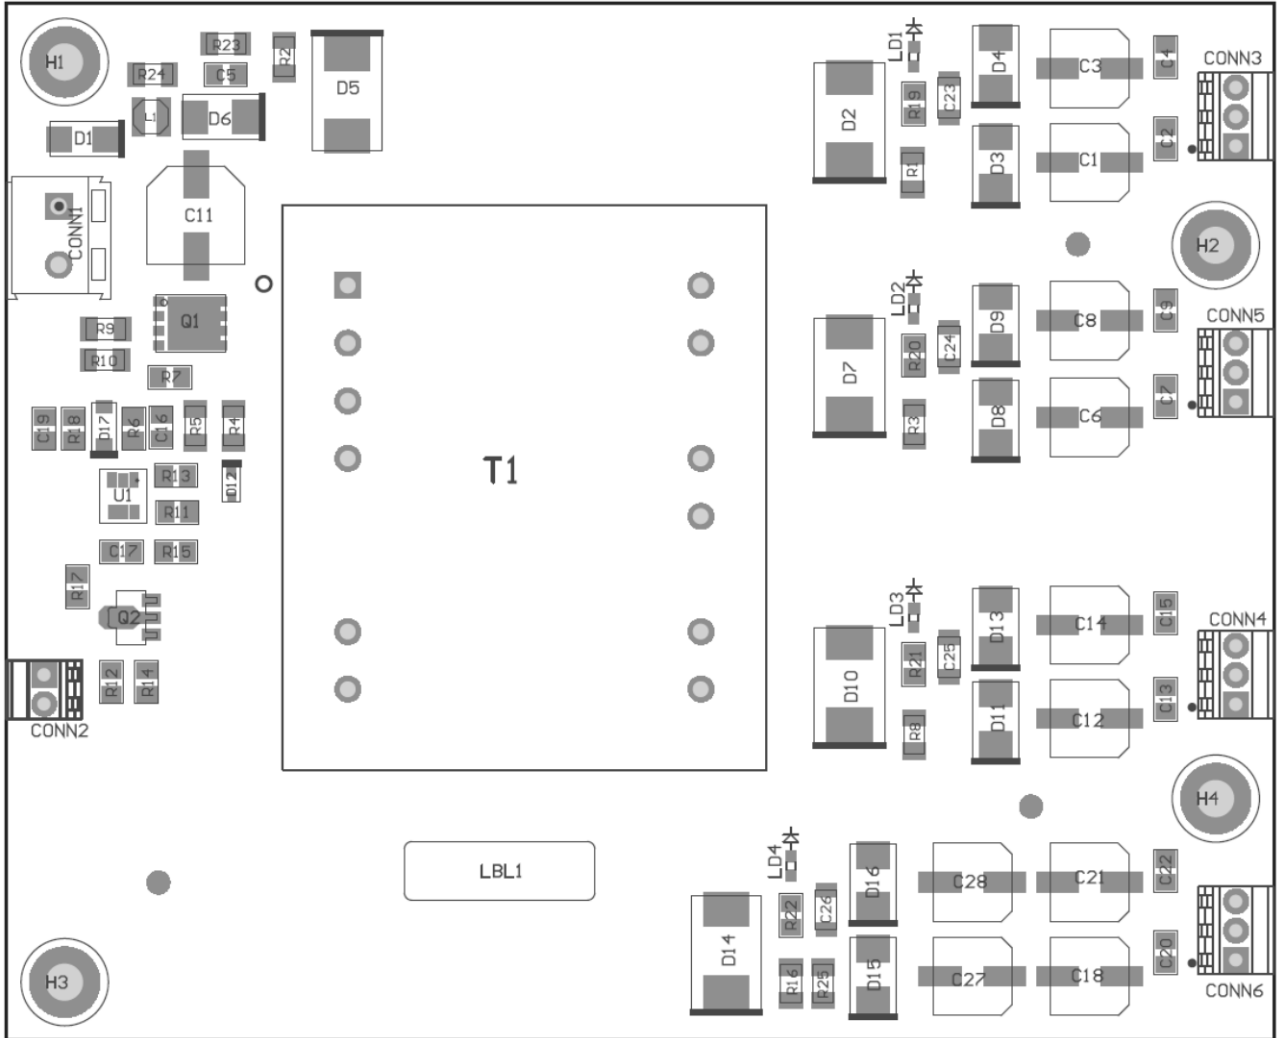 H1
R23
R2
R24
C5
D5
L1
D6
D1
CONN1
C11
Q1
R9
R10
R7
C19
R18
D17
R6
C16
R5
R4
U1
R13
D12
R11
C17
R15
R17
Q2
R12
R14
CONN2
T1
LBL1
H3
LD1
D4
C3
C4
CONN3
D2
R19
C23
D3
C1
C2
R1
H2
LD2
D9
C8
C9
CONN5
D7
R20
C24
D8
C6
C7
R3
LD3
D13
C14
C15
CONN4
D10
R21
C25
D11
C12
C13
R8
H4
LD4
D16
C28
C21
C22
D14
R22
C26
D15
C27
C18
C20
R16
R25
CONN6